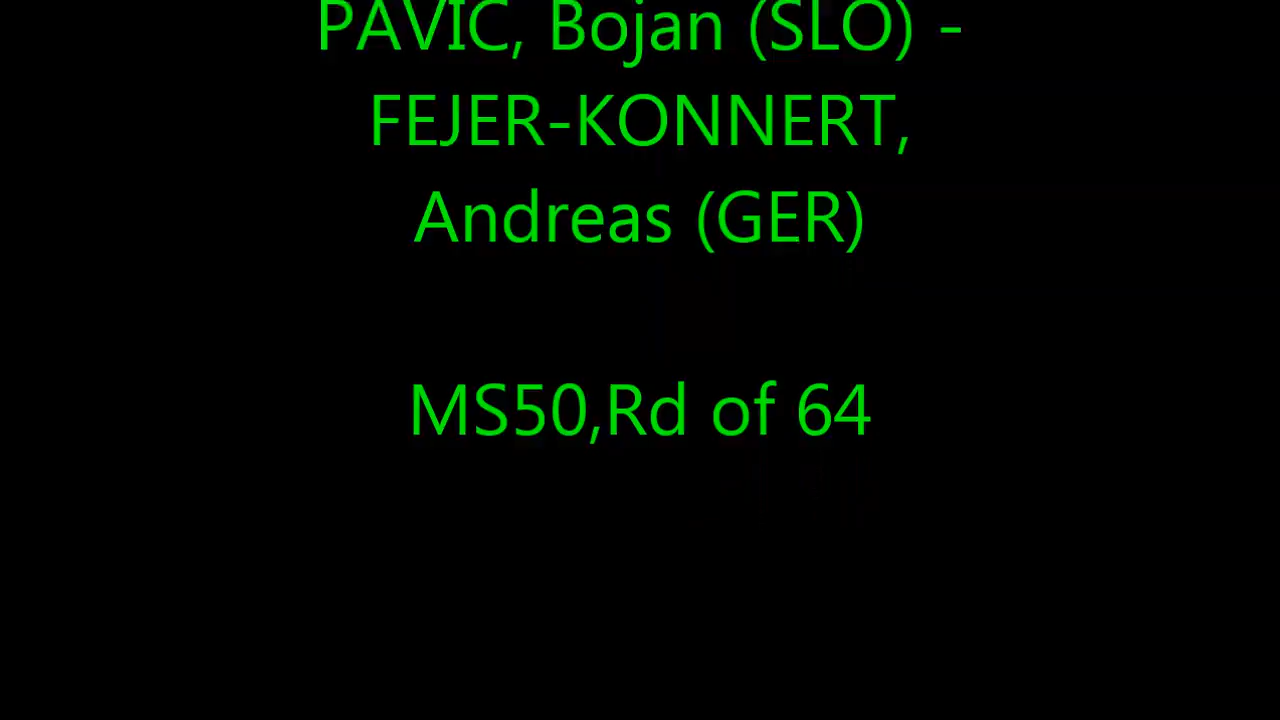 PAVIC, Bojan (SLO) -
FEJER-KONNERT,
Andreas (GER)
MS50,Rd of 64